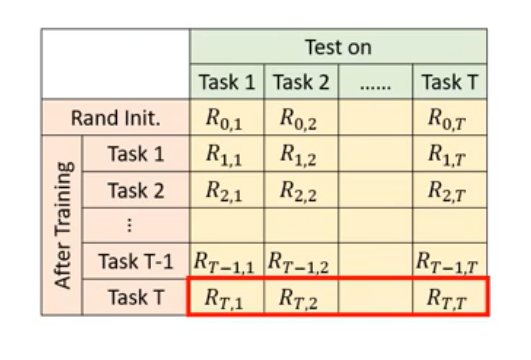 Test on
Task 1 Task 2 ...... Task T
Rand Init. R_{0,1} R_{0,2} R_{0,T}
After Training
Task 1 R_{1,1} R_{1,2} R_{1,T}
Task 2 R_{2,1} R_{2,2} R_{2,T}
⋮
Task T-1 R_{T−1,1} R_{T−1,2} R_{T−1,T}
Task T R_{T,1} R_{T,2} R_{T,T}